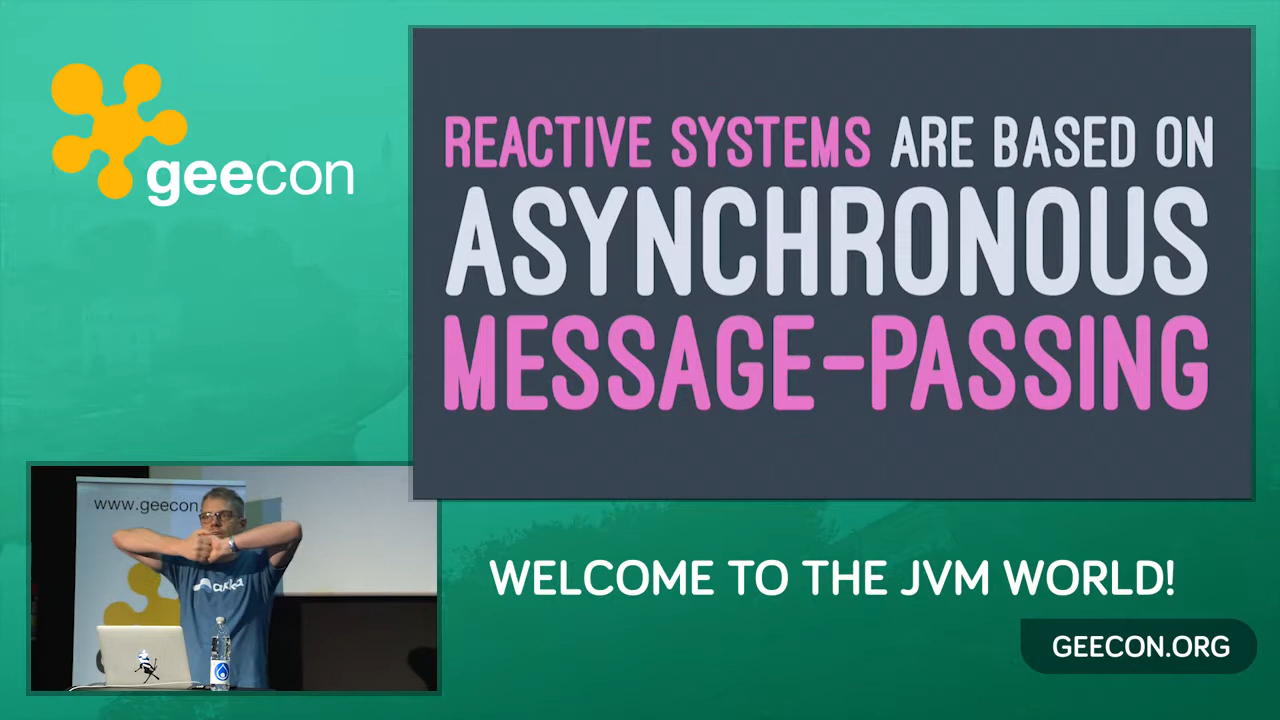 geecon
REACTIVE SYSTEMS ARE BASED ON
ASYNCHRONOUS
MESSAGE-PASSING
www.geecon
akka
WELCOME TO THE JVM WORLD!
GEECON.ORG